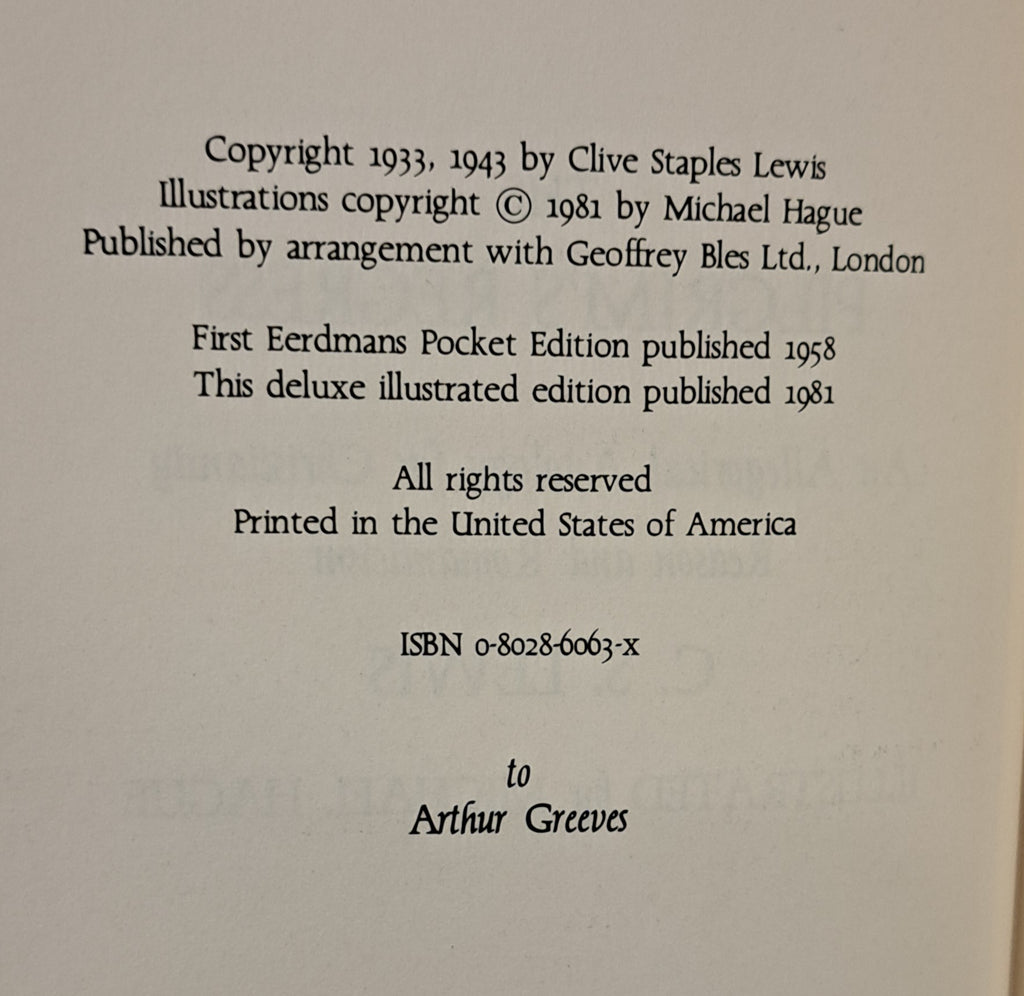 Copyright 1933, 1943 by Clive Staples Lewis
Illustrations copyright © 1981 by Michael Hague
Published by arrangement with Geoffrey Bles Ltd., London
First Eerdmans Pocket Edition published 1958
This deluxe illustrated edition published 1981
All rights reserved
Printed in the United States of America
ISBN 0-8028-6063-x
to
Arthur Greeves